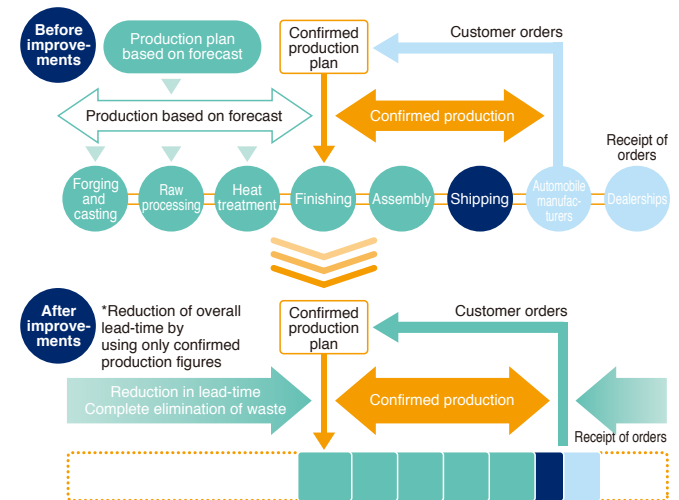 Before
improve-
ments
Production plan
based on forecast
Confirmed
production
plan
Customer orders
Production based on forecast
Confirmed production
Receipt of
orders
Forging
and
casting
Raw
processing
Heat
treatment
Finishing
Assembly
Shipping
Automobile
manufac-
turers
Dealerships
After
improve-
ments
*Reduction of overall
lead-time by
using only confirmed
production figures
Confirmed
production
plan
Customer orders
Reduction in lead-time
Complete elimination of waste
Confirmed production
Receipt of orders